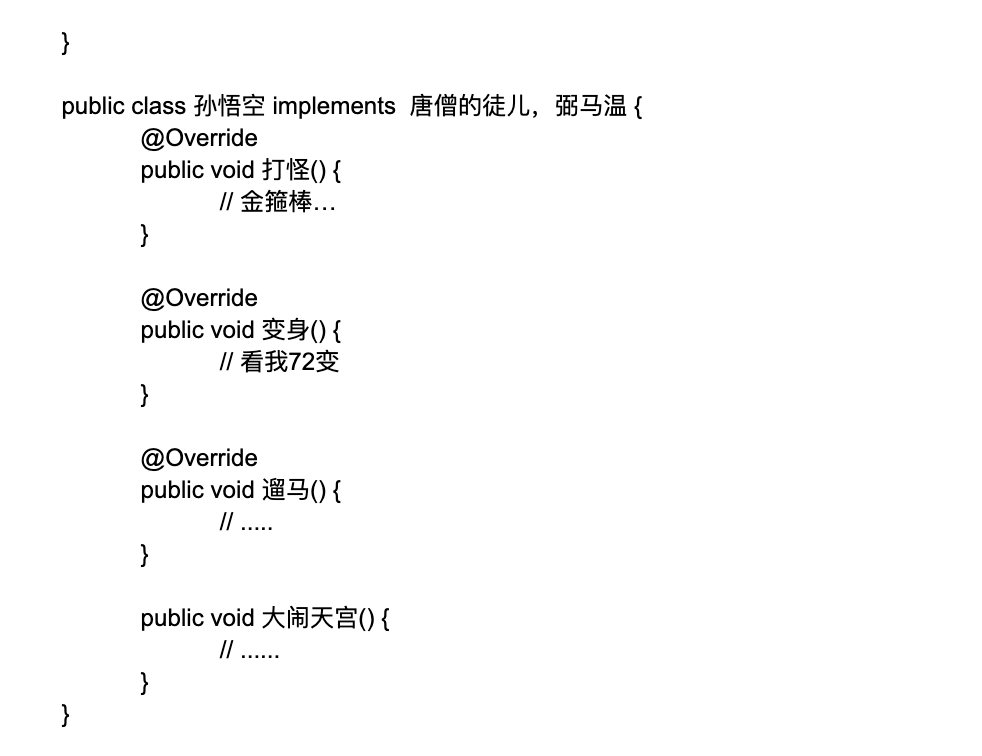 }
public class 孙悟空 implements  唐僧的徒儿，弼马温 {
@Override
public void 打怪() {
// 金箍棒…
}
@Override
public void 变身() {
// 看我72变
}
@Override
public void 遛马() {
// .....
}
public void 大闹天宫() {
// ......
}
}